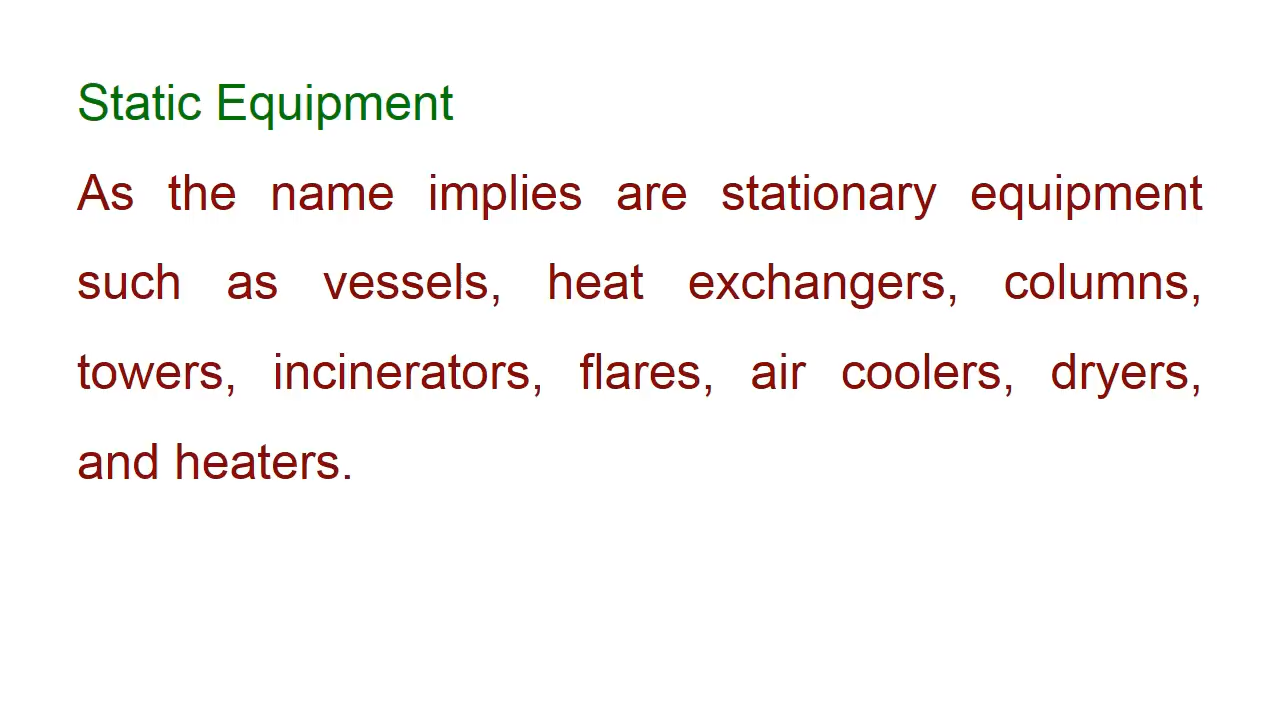 Static Equipment
As the name implies are stationary equipment
such as vessels, heat exchangers, columns,
towers, incinerators, flares, air coolers, dryers,
and heaters.